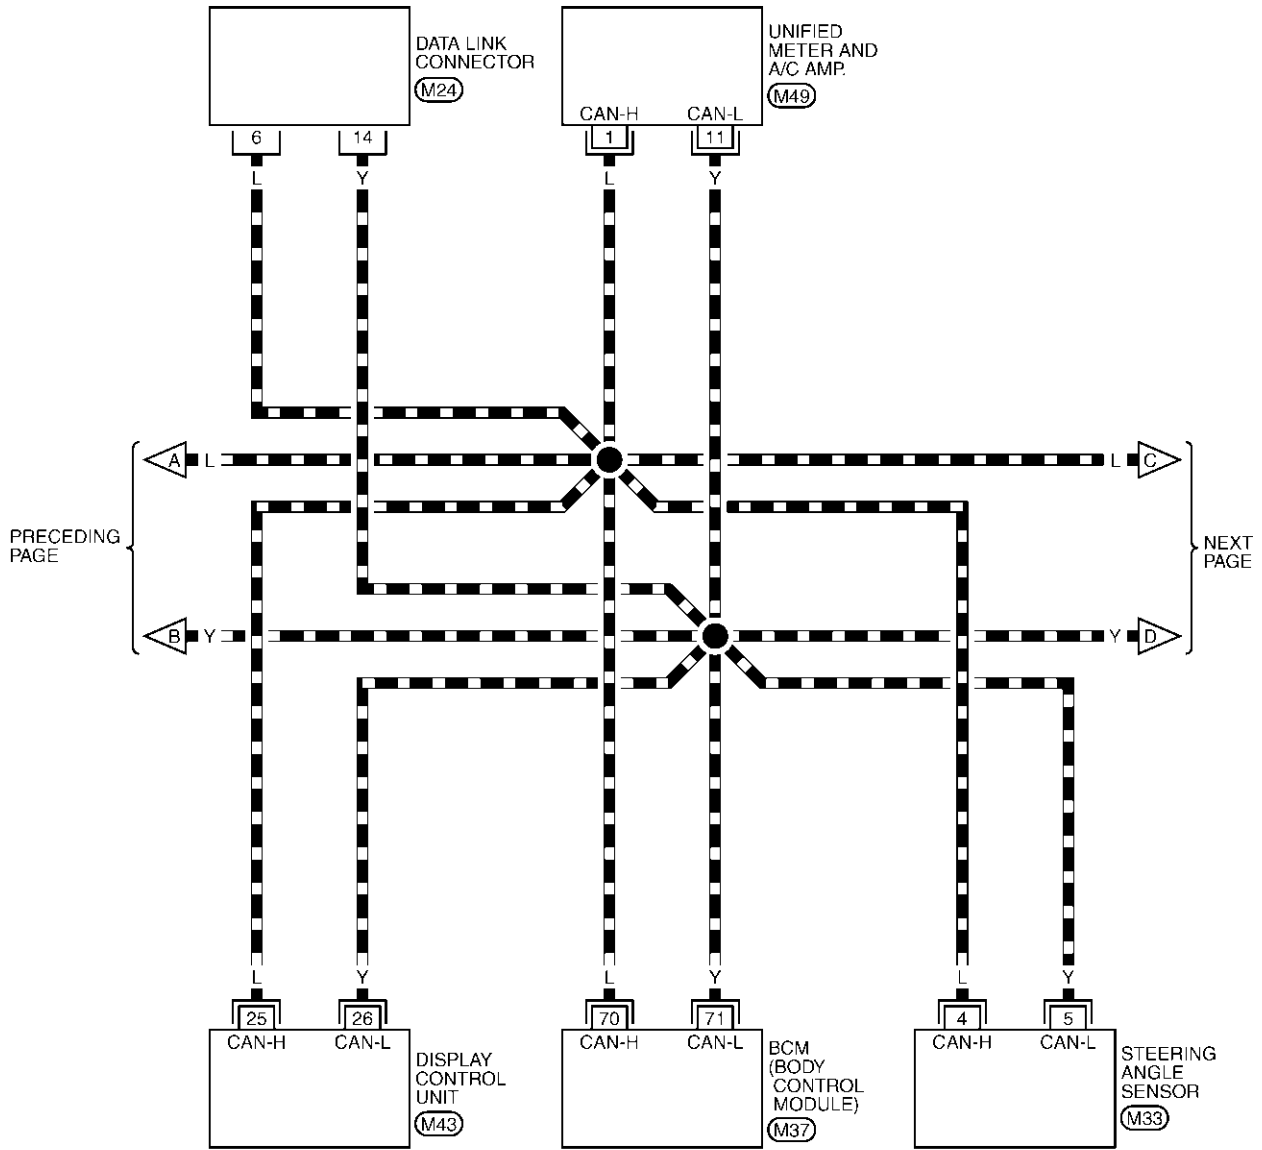 DATA LINK
CONNECTOR
M24
UNIFIED
METER AND
A/C AMP.
M49
CAN-H CAN-L
6 14 1 11
L Y L Y
A L L C
PRECEDING
PAGE
NEXT
PAGE
B Y Y D
L Y L Y L Y
25 26 70 71 4 5
CAN-H CAN-L CAN-H CAN-L CAN-H CAN-L
DISPLAY
CONTROL
UNIT
M43
BCM
(BODY
CONTROL
MODULE)
M37
STEERING
ANGLE
SENSOR
M33